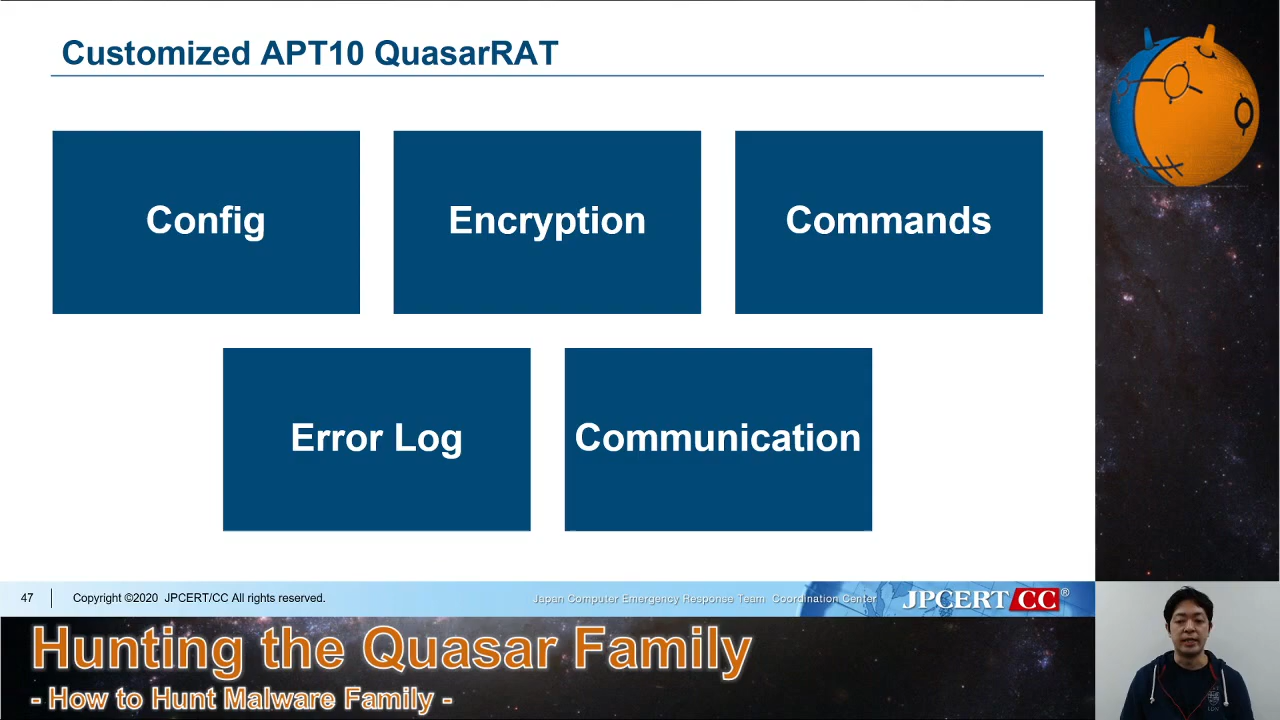 Customized APT10 QuasarRAT
Config
Encryption
Commands
Error Log
Communication
47
Copyright ©2020 JPCERT/CC All rights reserved.
Japan Computer Emergency Response Team Coordination Center
JPCERT CC®
Hunting the Quasar Family
- How to Hunt Malware Family -